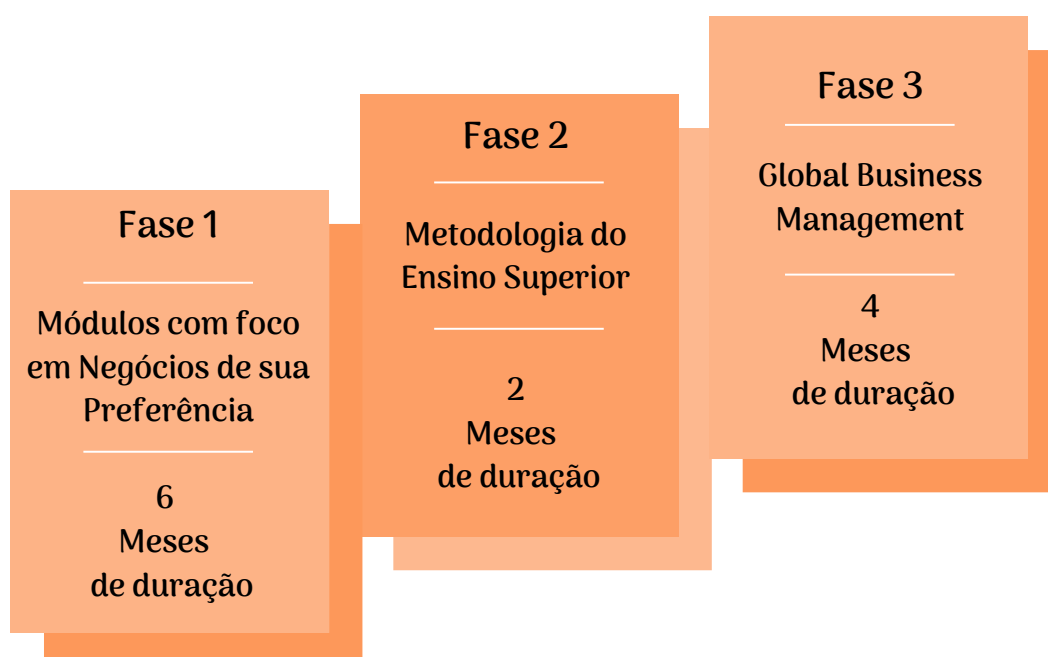 Fase 1
Módulos com foco
em Negócios de sua
Preferência
6
Meses
de duração
Fase 2
Metodologia do
Ensino Superior
2
Meses
de duração
Fase 3
Global Business
Management
4
Meses
de duração